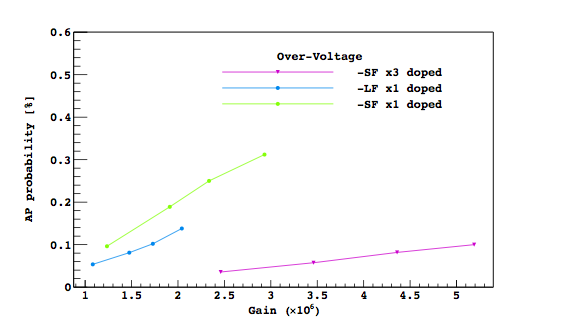 0.6
Over-Voltage
-SF x3 doped
-LF x1 doped
-SF x1 doped
0.5
0.4
0.3
0.2
0.1
0
AP probability [%]
1 1.5 2 2.5 3 3.5 4 4.5 5
Gain (×10⁶)